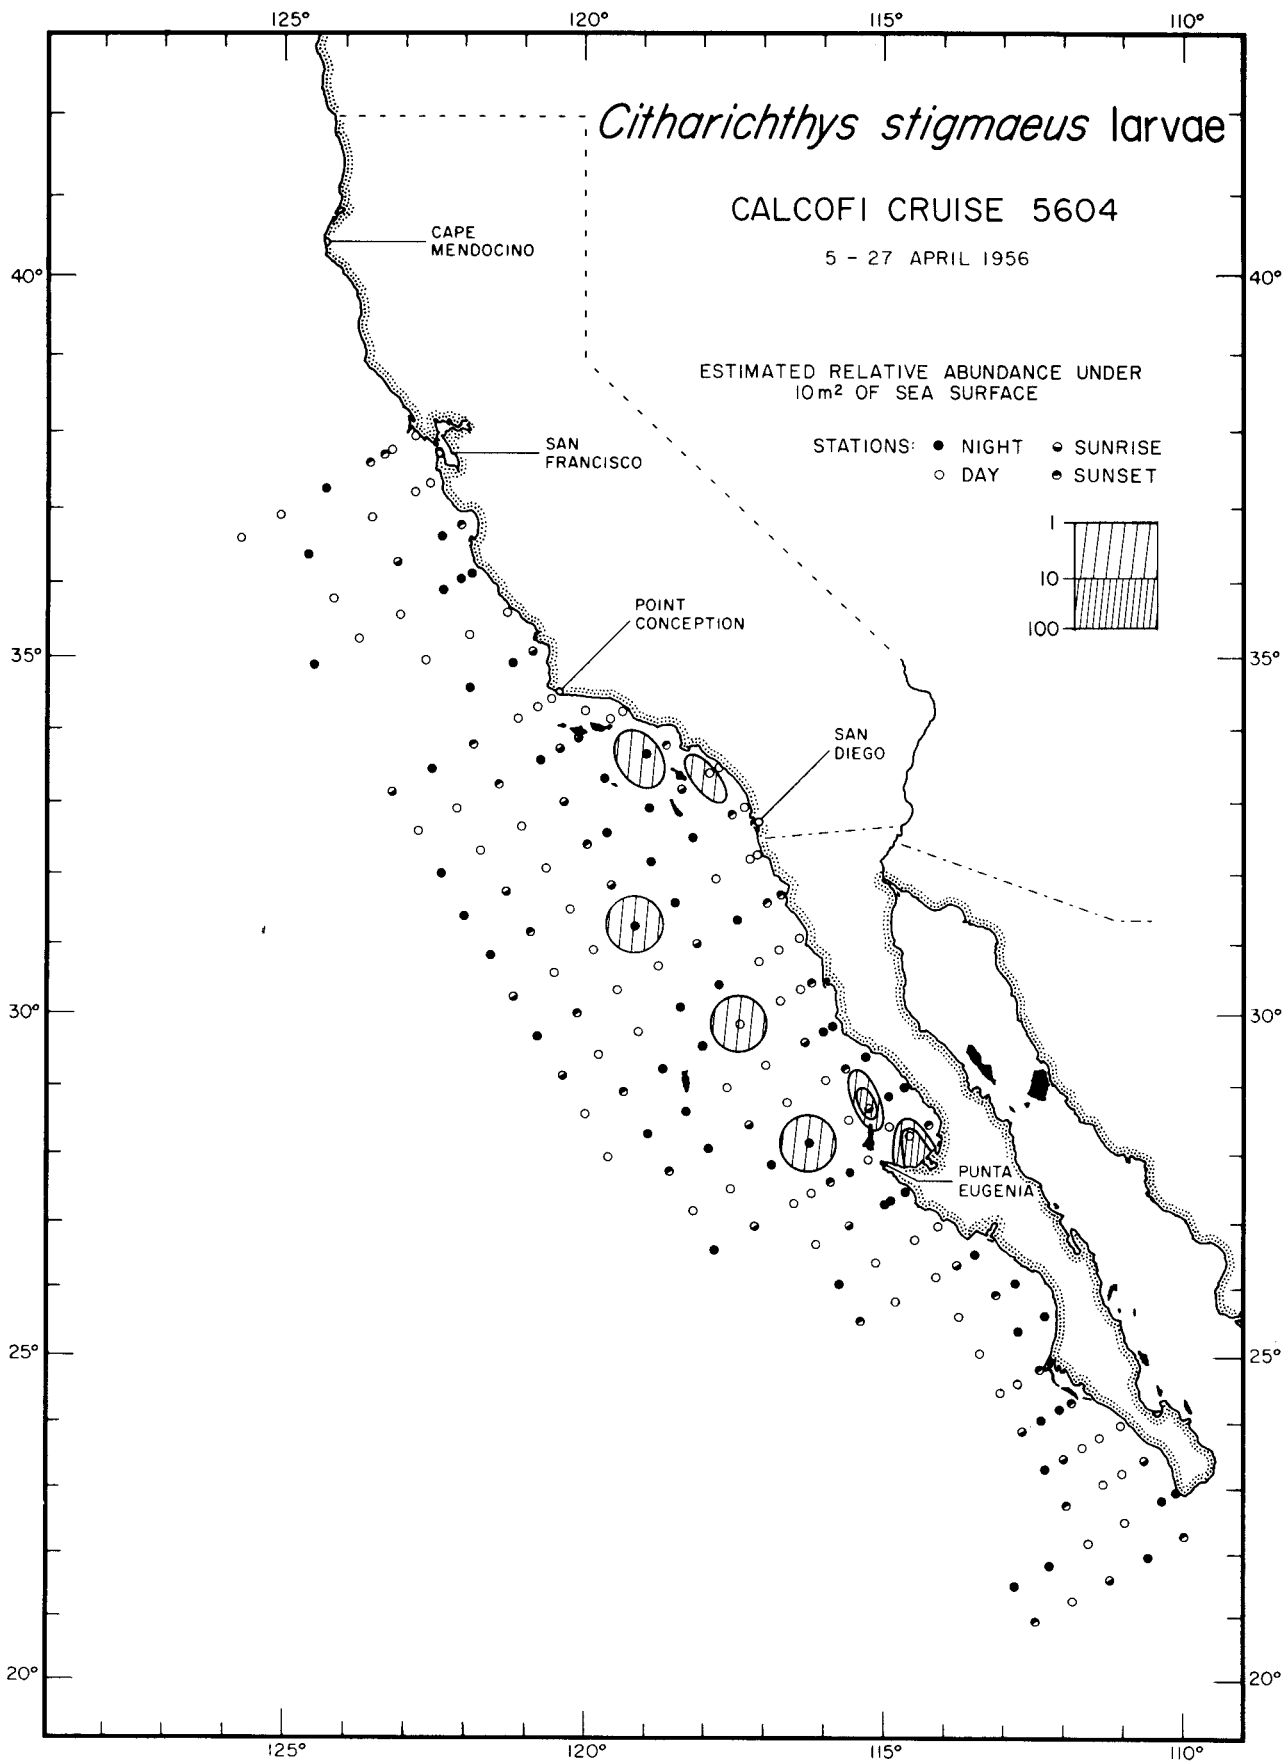 125° 120° 115° 110°
Citharichthys stigmaeus larvae
CALCOFI CRUISE 5604
5 - 27 APRIL 1956
CAPE
MENDOCINO
40° 40°
ESTIMATED RELATIVE ABUNDANCE UNDER
10m² OF SEA SURFACE
STATIONS: NIGHT SUNRISE
DAY SUNSET
SAN
FRANCISCO
1
10
100
POINT
CONCEPTION
35° 35°
SAN
DIEGO
30° 30°
PUNTA
EUGENIA
25° 25°
20° 20°
125° 120° 115° 110°